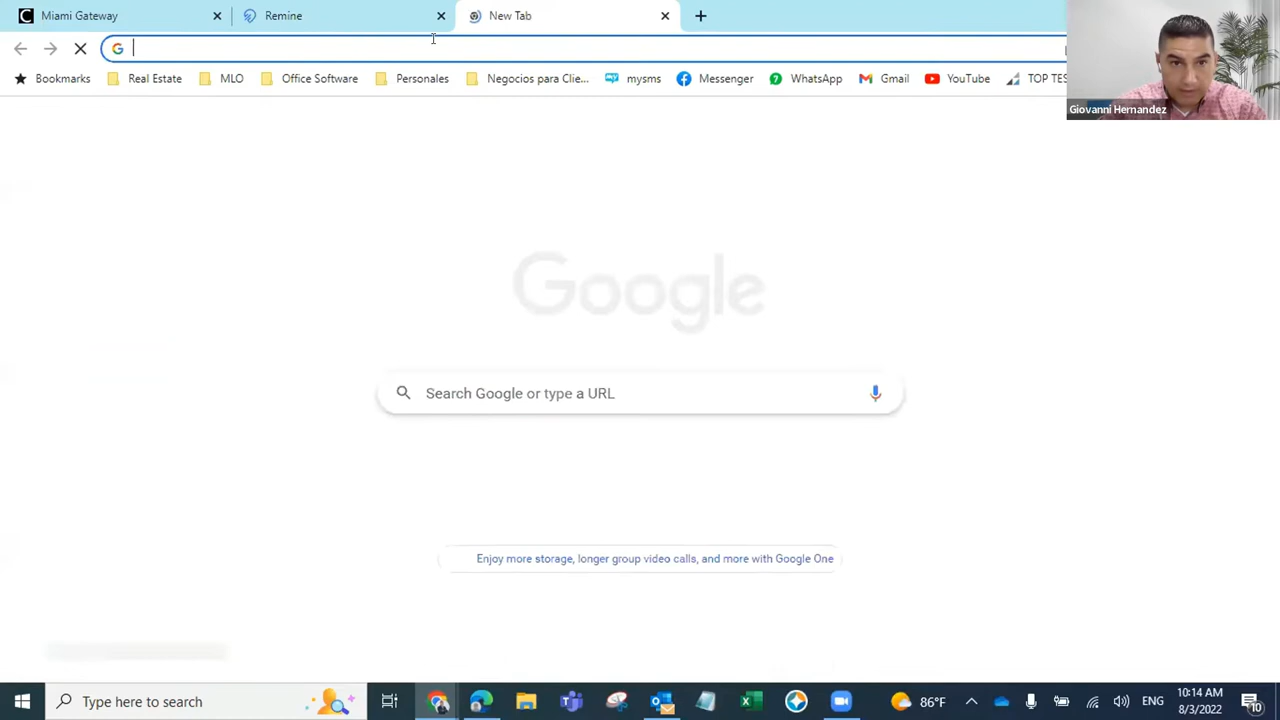 Miami Gateway
Remine
New Tab
Bookmarks
Real Estate
MLO
Office Software
Personales
Negocios para Clie...
mysms
Messenger
WhatsApp
Gmail
YouTube
TOP TES
Giovanni Hernandez
Google
Search Google or type a URL
Enjoy more storage, longer group video calls, and more with Google One
Type here to search
86°F
ENG
10:14 AM
8/3/2022
10